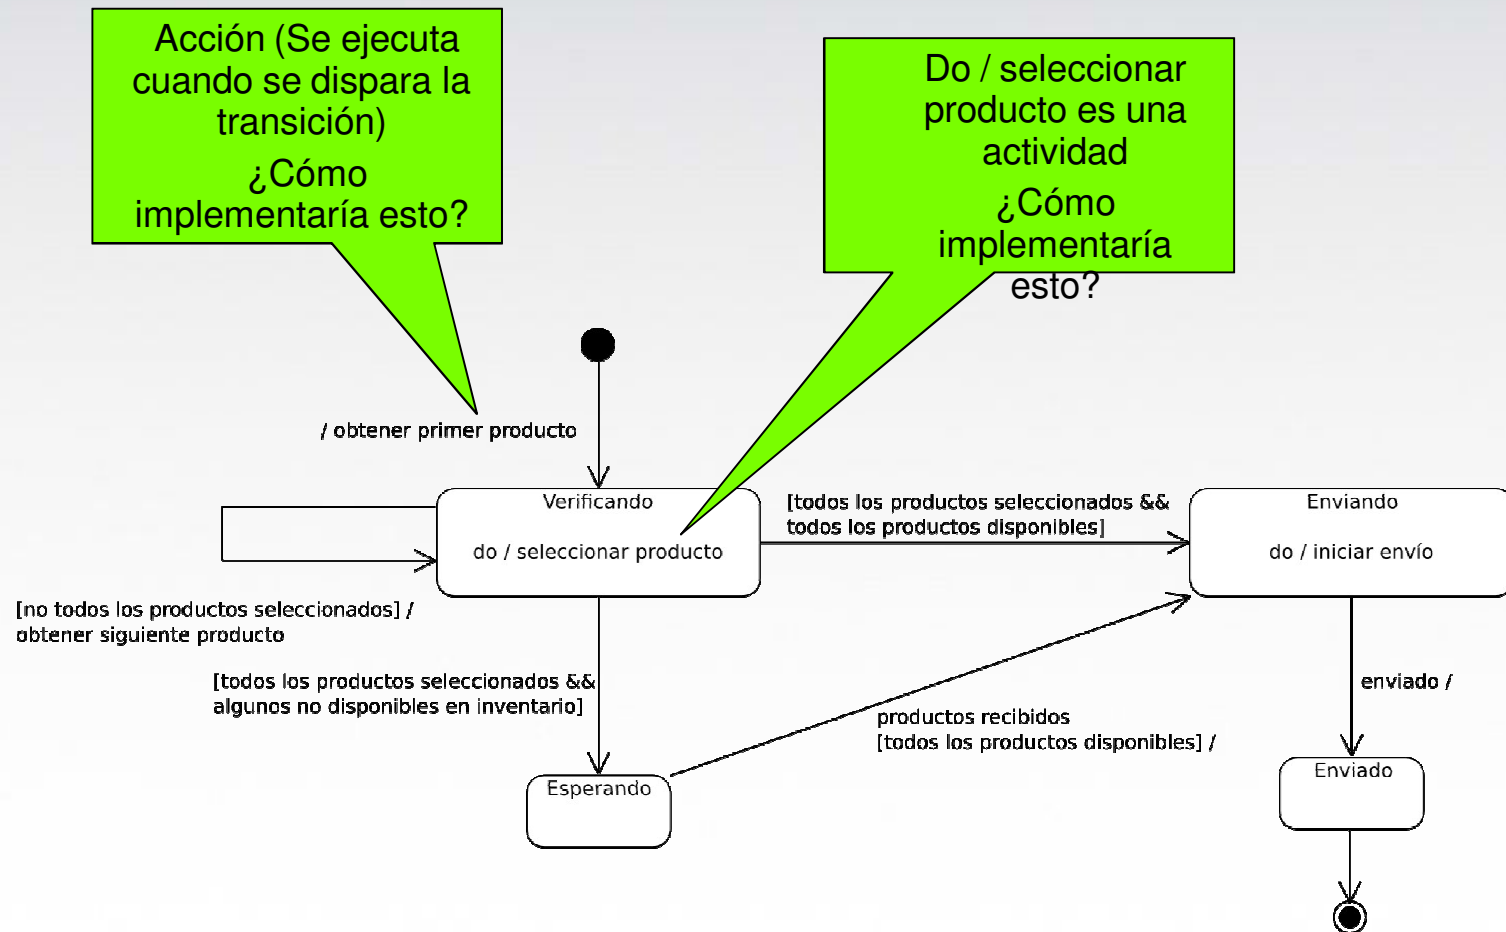 Acción (Se ejecuta
cuando se dispara la
transición)
¿Cómo
implementaría esto?
Do / seleccionar
producto es una
actividad
¿Cómo
implementaría
esto?
/ obtener primer producto
Verificando
do / seleccionar producto
[todos los productos seleccionados &&
todos los productos disponibles]
Enviando
do / iniciar envío
[no todos los productos seleccionados] /
obtener siguiente producto
[todos los productos seleccionados &&
algunos no disponibles en inventario]
productos recibidos
[todos los productos disponibles] /
enviado /
Esperando
Enviado